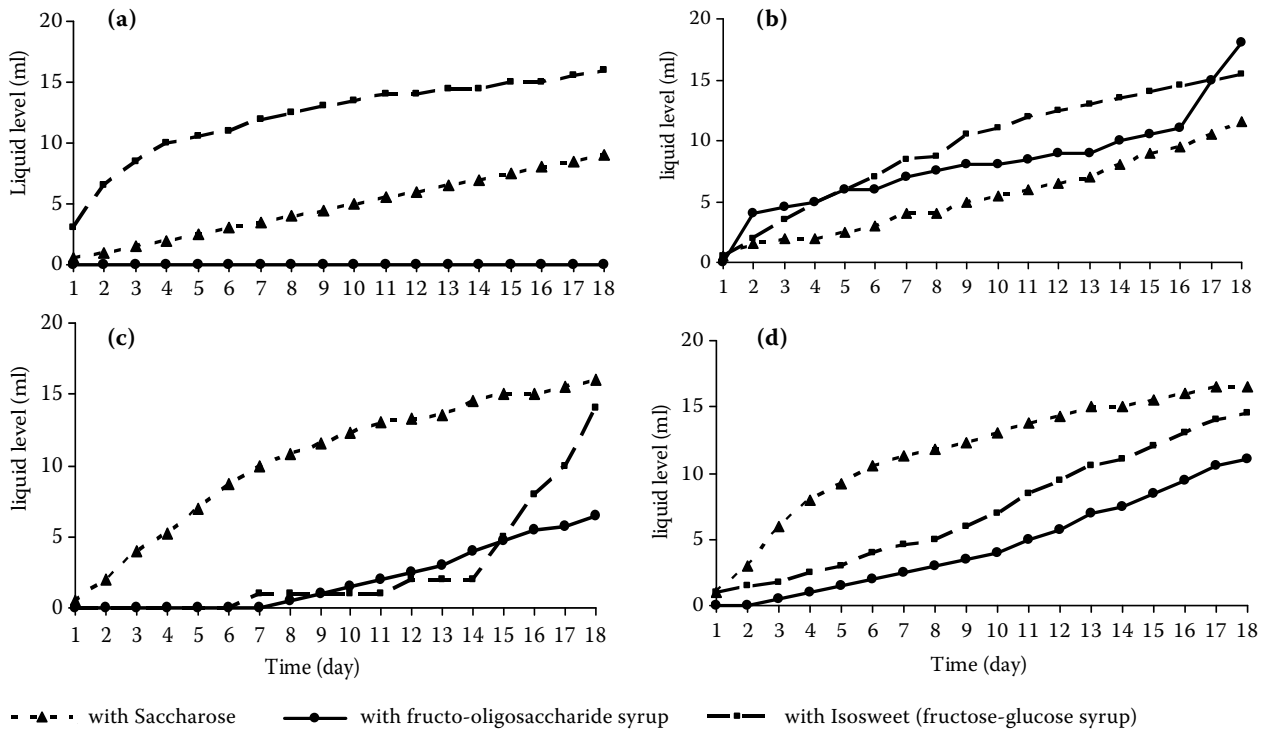 (a)
Liquid level (ml)
20
15
10
5
0
1 2 3 4 5 6 7 8 9 10 11 12 13 14 15 16 17 18
(b)
liquid level (ml)
20
15
10
5
0
1 2 3 4 5 6 7 8 9 10 11 12 13 14 15 16 17 18
(c)
liquid level (ml)
20
15
10
5
0
1 2 3 4 5 6 7 8 9 10 11 12 13 14 15 16 17 18
Time (day)
(d)
liquid level (ml)
20
15
10
5
0
1 2 3 4 5 6 7 8 9 10 11 12 13 14 15 16 17 18
Time (day)
with Saccharose
with fructo-oligosaccharide syrup
with Isosweet (fructose-glucose syrup)